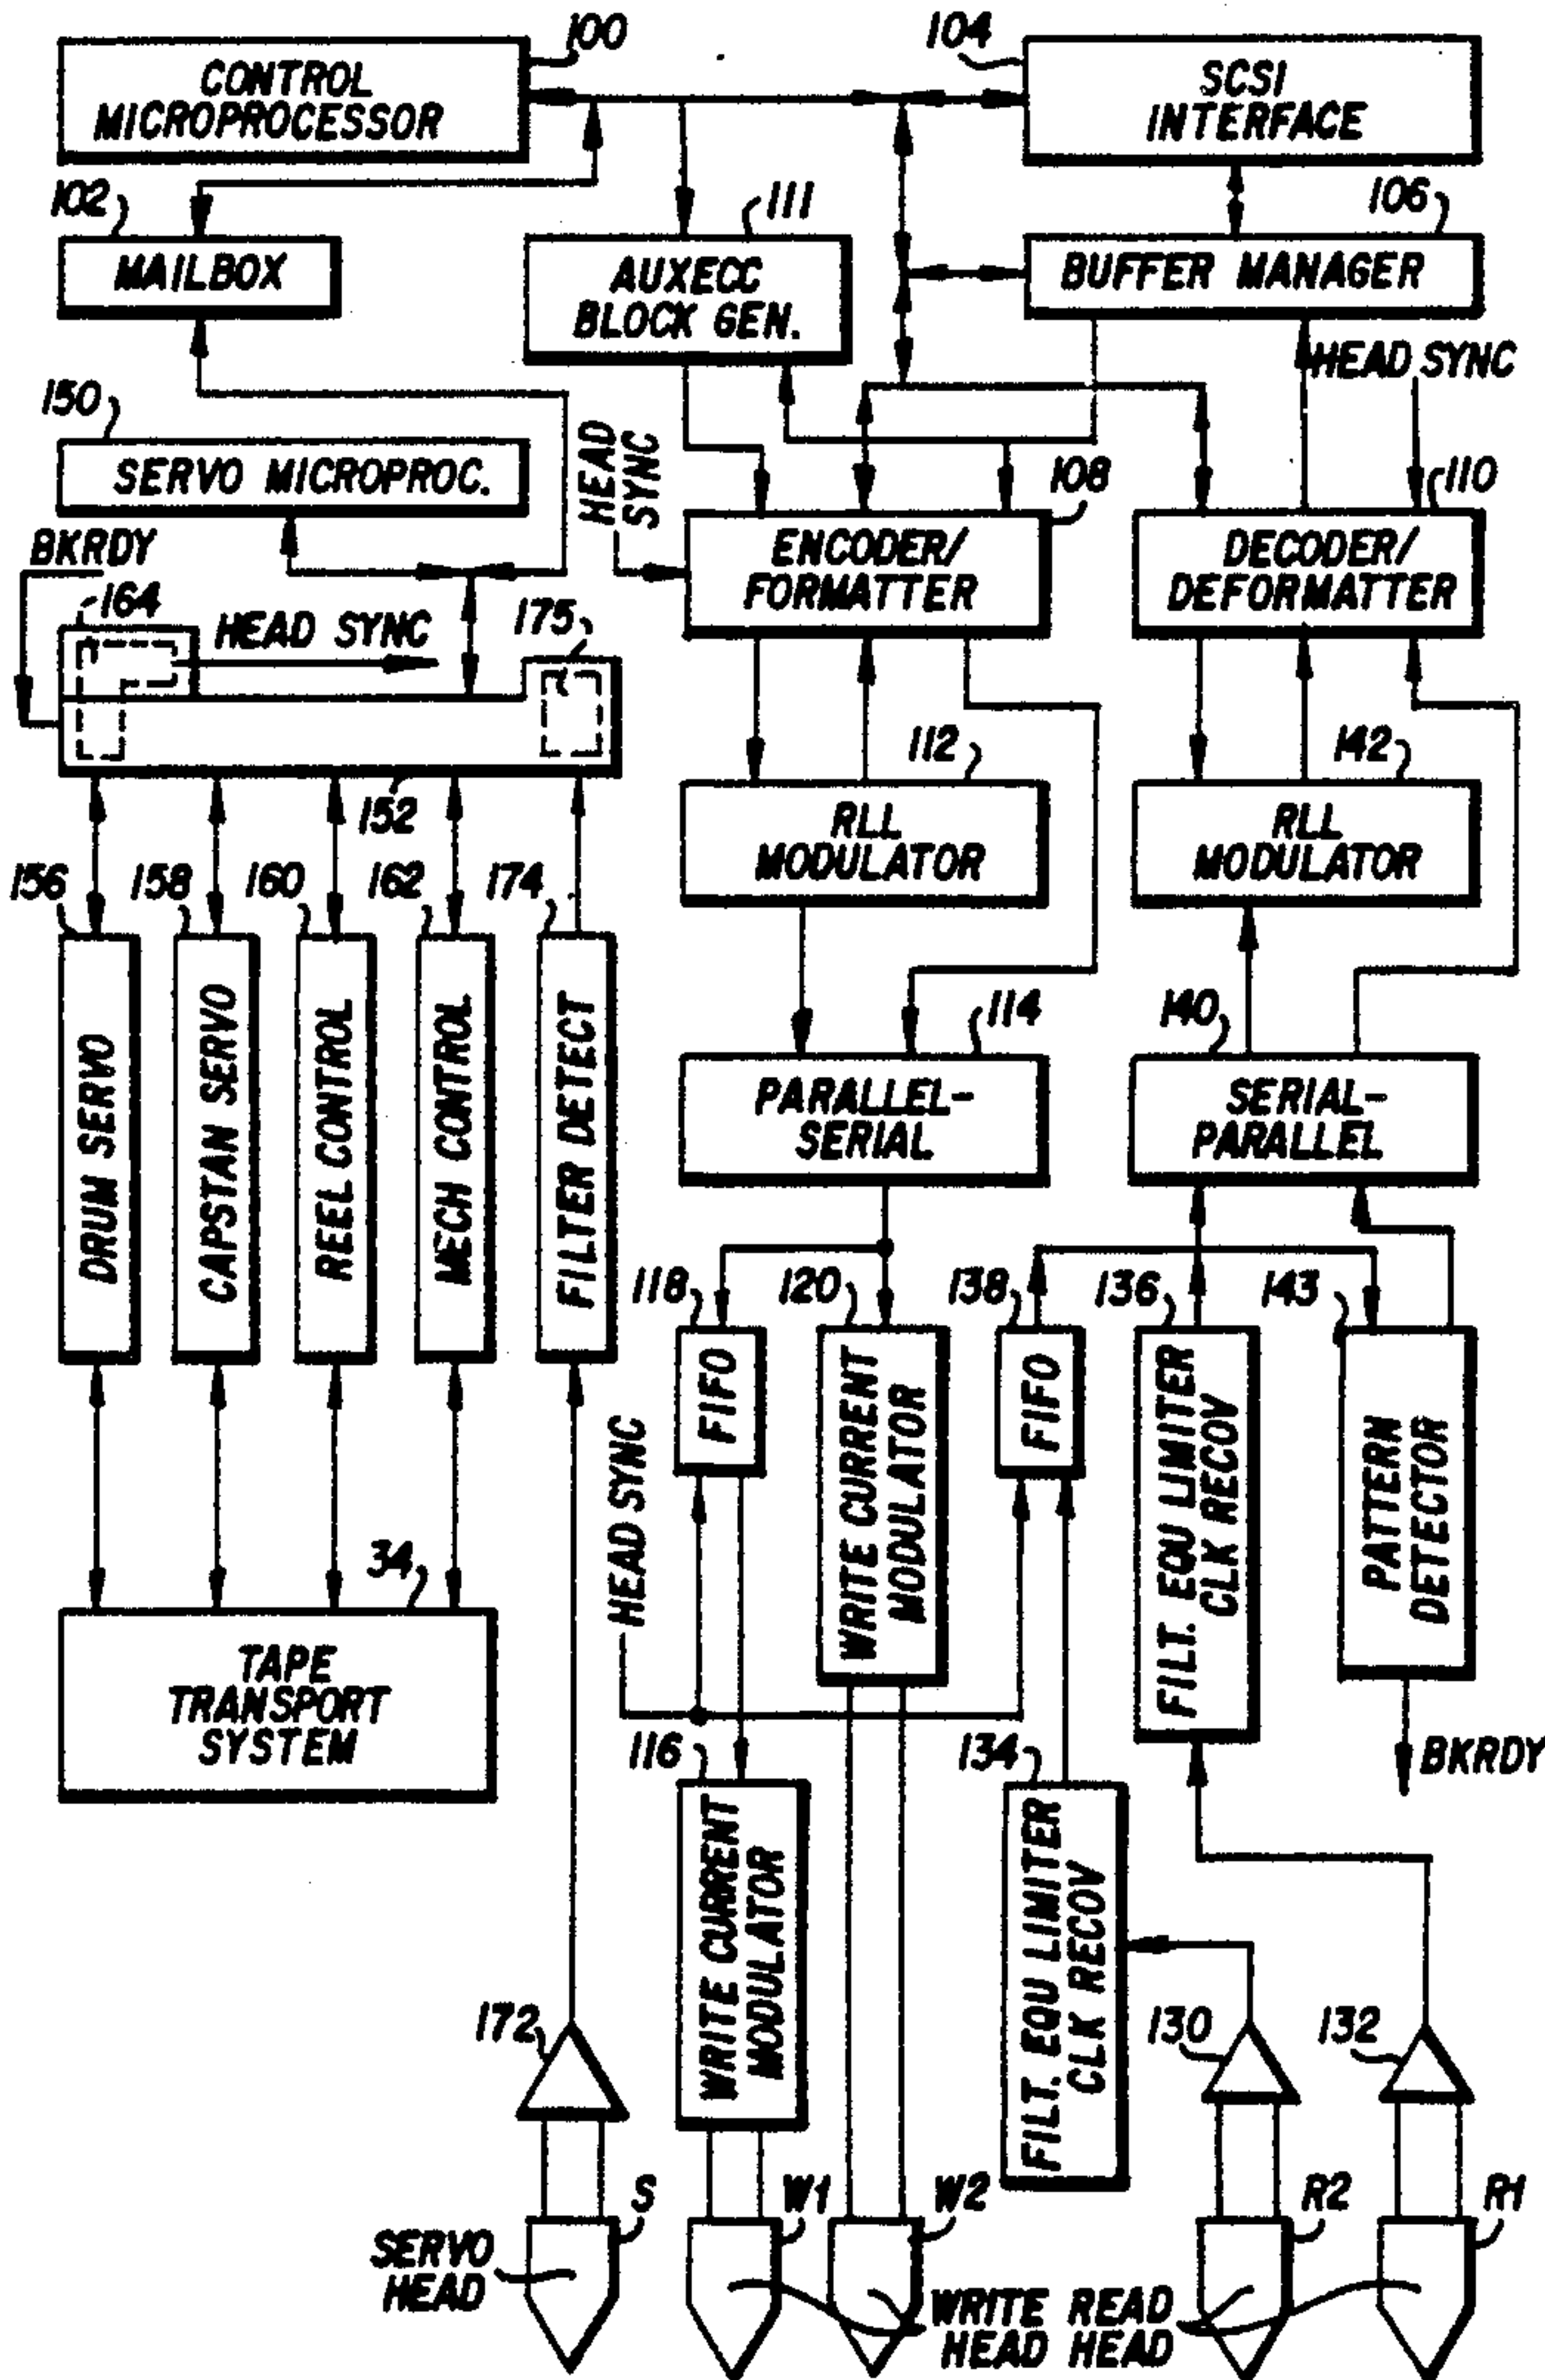 100
CONTROL
MICROPROCESSOR
104
SCSI
INTERFACE
102
MAILBOX
111
AUXECC
BLOCK GEN.
106
BUFFER MANAGER
HEAD SYNC
150
SERVO MICROPROC.
HEAD
SYNC
108
ENCODER/
FORMATTER
110
DECODER/
DEFORMATTER
BKRDY
164
HEAD SYNC
175
152
112
RLL
MODULATOR
142
RLL
MODULATOR
156
158
160
162
174
DRUM SERVO
CAPSTAN SERVO
REEL CONTROL
MECH CONTROL
FILTER DETECT
114
PARALLEL-
SERIAL
140
SERIAL-
PARALLEL
118
FIFO
120
WRITE CURRENT
MODULATOR
138
FIFO
136
FILT. EQU LIMITER
CLK RECOV
143
PATTERN
DETECTOR
HEAD SYNC
34
TAPE
TRANSPORT
SYSTEM
116
WRITE CURRENT
MODULATOR
134
FILT. EQU LIMITER
CLK RECOV
BKRDY
172
130
132
S
W1
W2
R2
R1
SERVO
HEAD
WRITE READ
HEAD HEAD